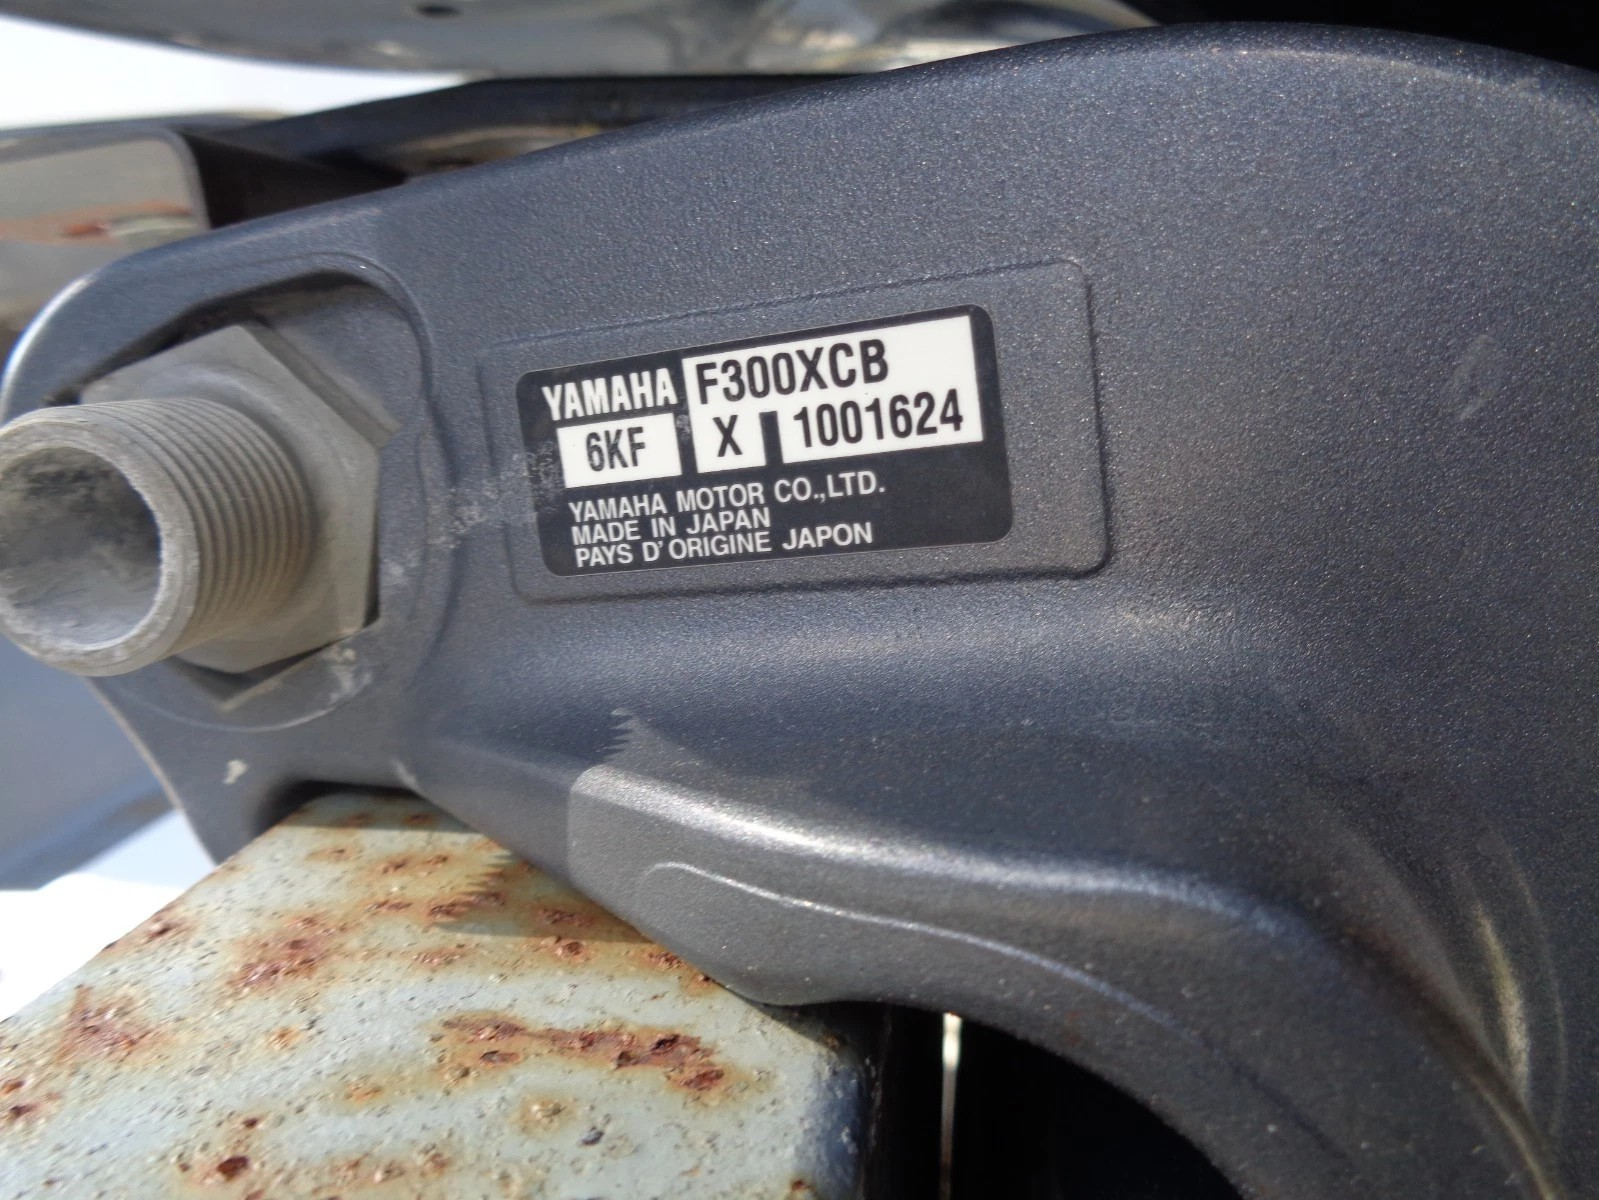 YAMAHA F300XCB
6KF X 1001624
YAMAHA MOTOR CO.,LTD.
MADE IN JAPAN
PAYS D'ORIGINE JAPON